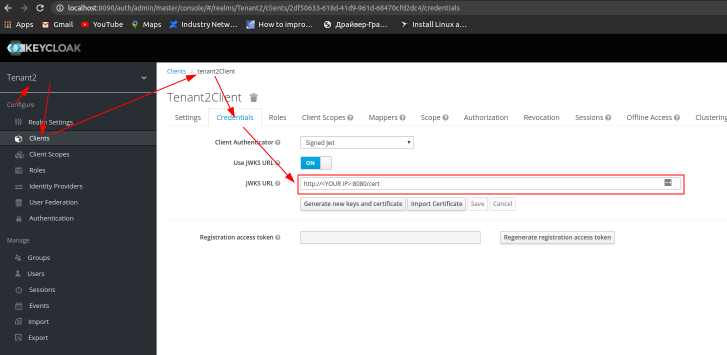 localhost:8090/auth/admin/master/console/#/realms/Tenant2/clients/2df50633-618d-41d9-961d-68470cfd2dc4/credentials
Apps Gmail YouTube Maps Industry Netw... How to impro... Драйвер-Гра... Install Linux a...
KEYCLOAK
Tenant2
Configure
Realm Settings
Clients
Client Scopes
Roles
Identity Providers
User Federation
Authentication
Manage
Groups
Users
Sessions
Events
Import
Export
Clients > tenant2Client
Tenant2Client
Settings Credentials Roles Client Scopes Mappers Scope Authorization Revocation Sessions Offline Access Clustering
Client Authenticator Signed Jwt
Use JWKS URL ON
JWKS URL http://<YOUR IP>:8080/cert
Generate new keys and certificate Import Certificate Save Cancel
Registration access token Regenerate registration access token